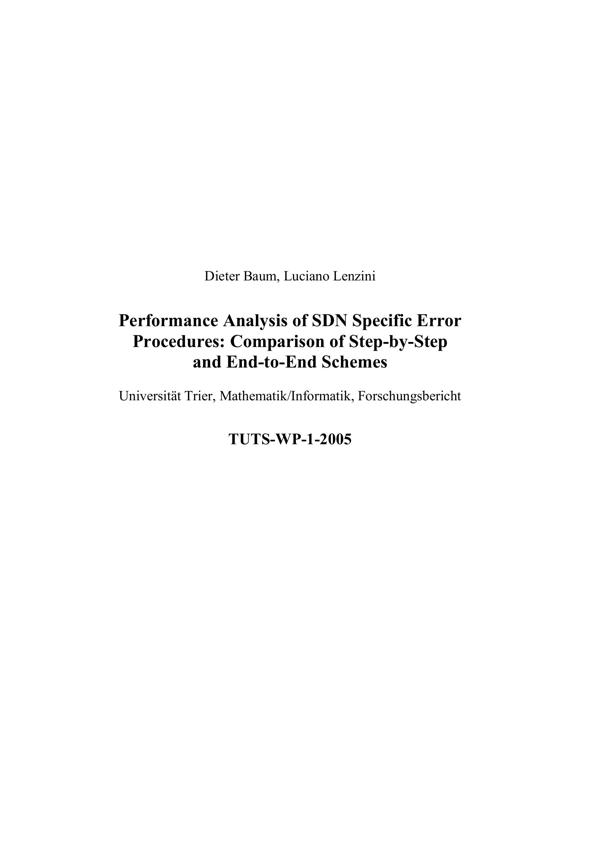 Dieter Baum, Luciano Lenzini
Performance Analysis of SDN Specific Error
Procedures: Comparison of Step-by-Step
and End-to-End Schemes
Universität Trier, Mathematik/Informatik, Forschungsbericht
TUTS-WP-1-2005